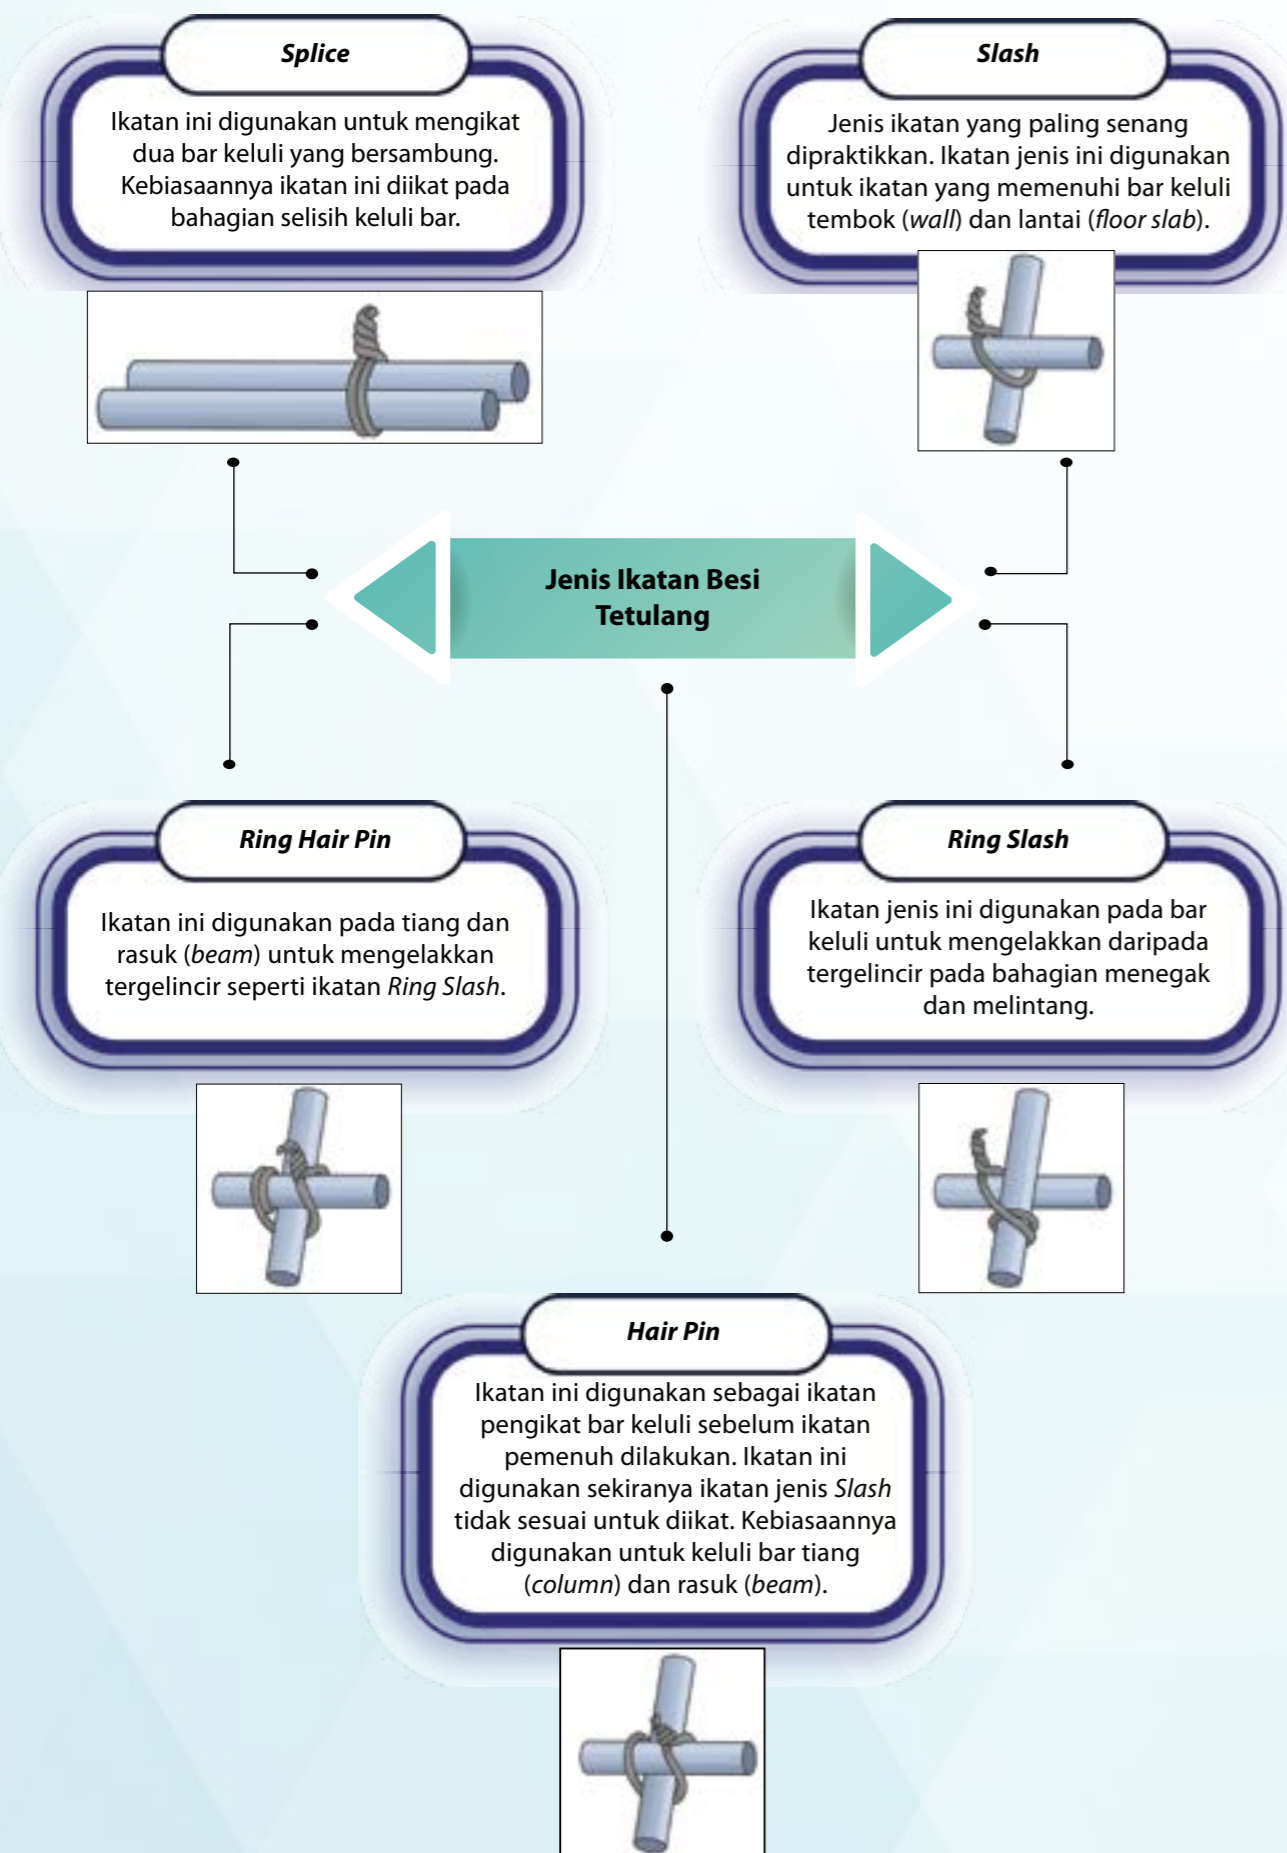 Splice
Ikatan ini digunakan untuk mengikat
dua bar keluli yang bersambung.
Kebiasaannya ikatan ini diikat pada
bahagian selisih keluli bar.
Slash
Jenis ikatan yang paling senang
dipraktikkan. Ikatan jenis ini digunakan
untuk ikatan yang memenuhi bar keluli
tembok (wall) dan lantai (floor slab).
Jenis Ikatan Besi
Tetulang
Ring Hair Pin
Ikatan ini digunakan pada tiang dan
rasuk (beam) untuk mengelakkan
tergelincir seperti ikatan Ring Slash.
Ring Slash
Ikatan jenis ini digunakan pada bar
keluli untuk mengelakkan daripada
tergelincir pada bahagian menegak
dan melintang.
Hair Pin
Ikatan ini digunakan sebagai ikatan
pengikat bar keluli sebelum ikatan
pemenuh dilakukan. Ikatan ini
digunakan sekiranya ikatan jenis Slash
tidak sesuai untuk diikat. Kebiasaannya
digunakan untuk keluli bar tiang
(column) dan rasuk (beam).